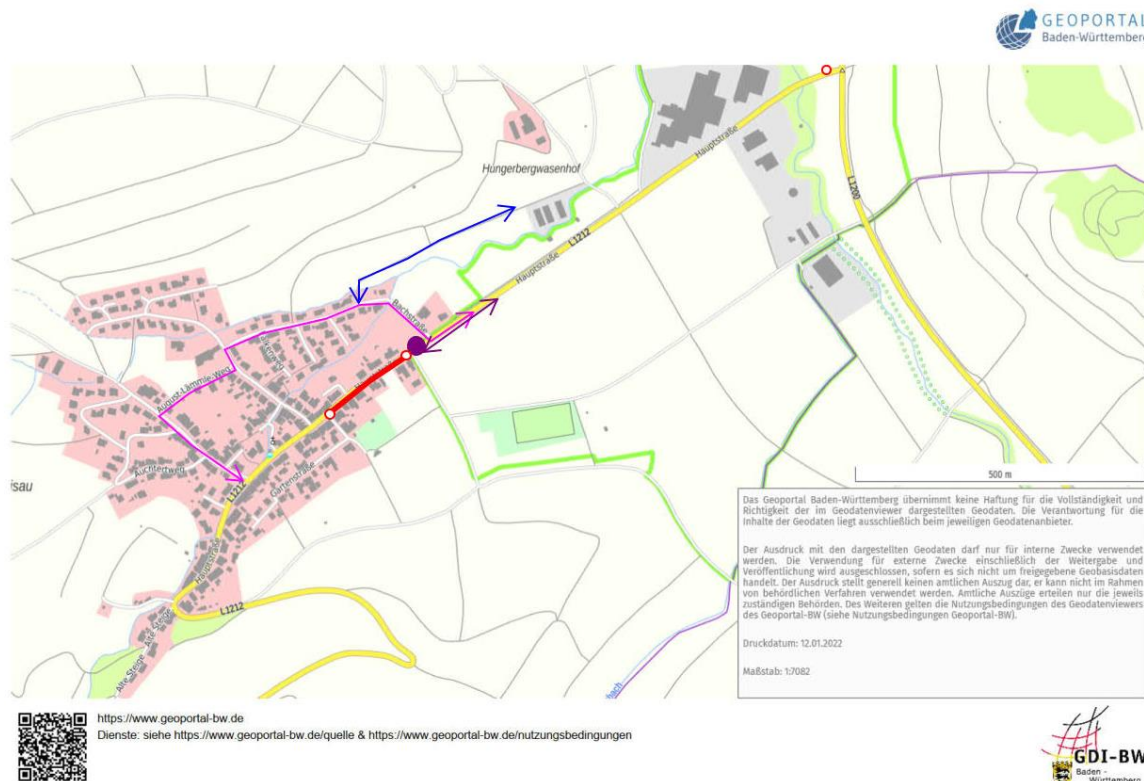 GEOPORTAL
Baden-Württemberg
Hauptstraße
Hungerbergwasenhof
L1200
L1212
Hauptstraße
Bachstraße
August-Lämmle-Weg
3
Auchtertweg
Gartenstraße
L1212
Hauptstraße
L1212
Alte Steige
Alte Steige
500 m
Das Geoportal Baden-Württemberg übernimmt keine Haftung für die Vollständigkeit und
Richtigkeit der im Geodatenviewer dargestellten Geodaten. Die Verantwortung für die
Inhalte der Geodaten liegt ausschließlich beim jeweiligen Geodatenanbieter.
Der Ausdruck mit den dargestellten Geodaten darf nur für interne Zwecke verwendet
werden. Die Verwendung für externe Zwecke einschließlich der Weitergabe und
Veröffentlichung wird ausgeschlossen, sofern es sich nicht um freigegebene Geobasisdaten
handelt. Der Ausdruck stellt generell keinen amtlichen Auszug dar, er kann nicht im Rahmen
von behördlichen Verfahren verwendet werden. Amtliche Auszüge erteilen nur die jeweils
zuständigen Behörden. Des Weiteren gelten die Nutzungsbedingungen des Geodatenviewers
des Geoportal-BW (siehe Nutzungsbedingungen Geoportal-BW).
Druckdatum: 12.01.2022
Maßstab: 1:7082
https://www.geoportal-bw.de
Dienste: siehe https://www.geoportal-bw.de/quelle & https://www.geoportal-bw.de/nutzungsbedingungen
GDI-BW
Baden -
Württemberg